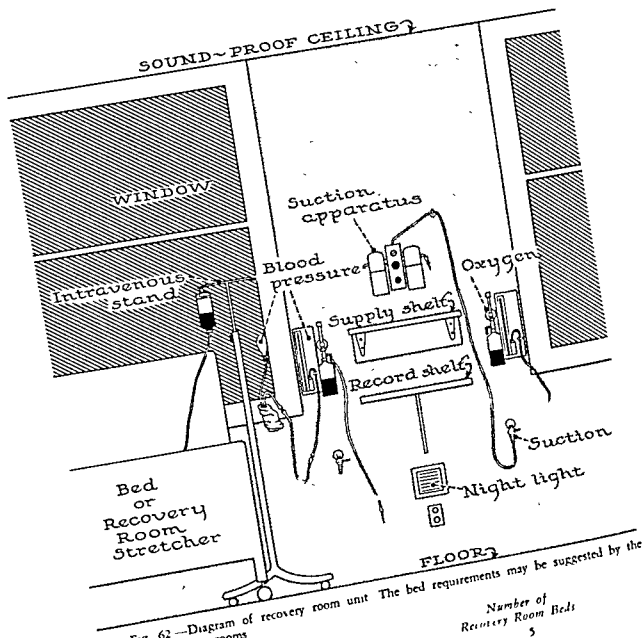 SOUND~PROOF CEILING
WINDOW
Suction
apparatus
Blood
pressure
Oxygen
Intravenous
stand
Supply shelf
Record shelf
Suction
Night light
Bed
or
Recovery
Room
Stretcher
FLOOR
Fig. 62—Diagram of recovery room unit The bed requirements may be suggested by the
rooms
Number of
Recovery Room Beds
5